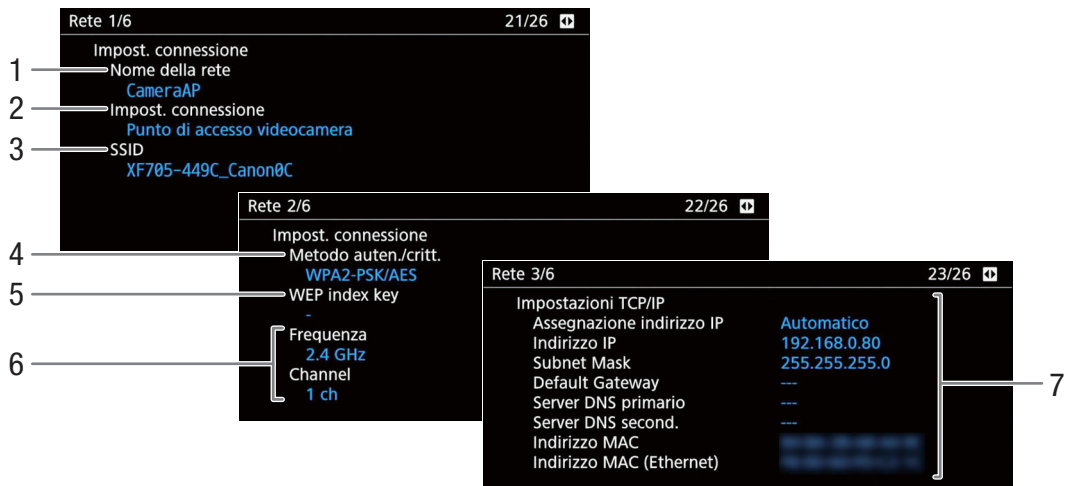 Rete 1/6 21/26
Impost. connessione
1 Nome della rete
CameraAP
2 Impost. connessione
Punto di accesso videocamera
3 SSID
XF705-449C_Canon0C
Rete 2/6 22/26
Impost. connessione
4 Metodo auten./critt.
WPA2-PSK/AES
5 WEP index key
-
6 Frequenza
2.4 GHz
Channel
1 ch
Rete 3/6 23/26
Impostazioni TCP/IP
Assegnazione indirizzo IP Automatico
Indirizzo IP 192.168.0.80
Subnet Mask 255.255.255.0
Default Gateway ---
Server DNS primario ---
Server DNS second. ---
Indirizzo MAC
Indirizzo MAC (Ethernet)
7